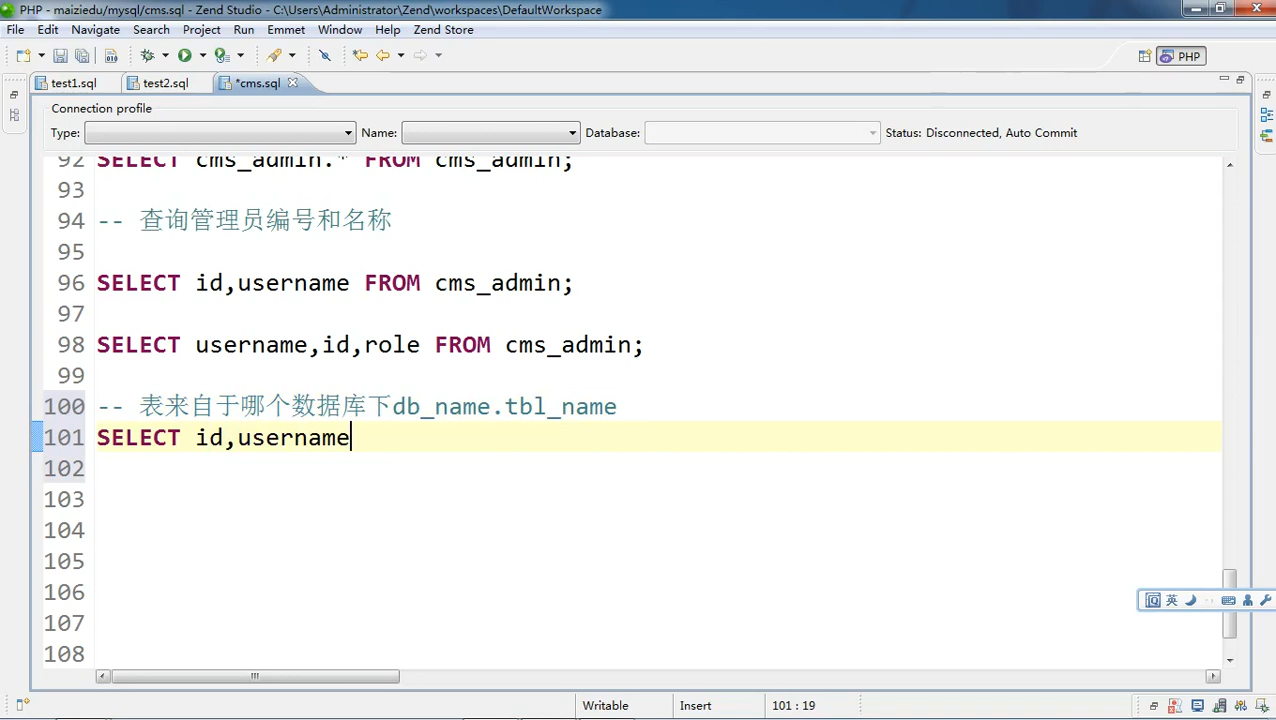 PHP - maiziedu/mysql/cms.sql - Zend Studio - C:\Users\Administrator\Zend\workspaces\DefaultWorkspace
File Edit Navigate Search Project Run Emmet Window Help Zend Store
PHP
test1.sql test2.sql *cms.sql
Connection profile
Type: Name: Database: Status: Disconnected, Auto Commit
92 SELECT cms_admin.* FROM cms_admin;
93
94 -- 查询管理员编号和名称
95
96 SELECT id,username FROM cms_admin;
97
98 SELECT username,id,role FROM cms_admin;
99
100 -- 表来自于哪个数据库下db_name.tbl_name
101 SELECT id,username
102
103
104
105
106
107
108
英
Writable Insert 101 : 19